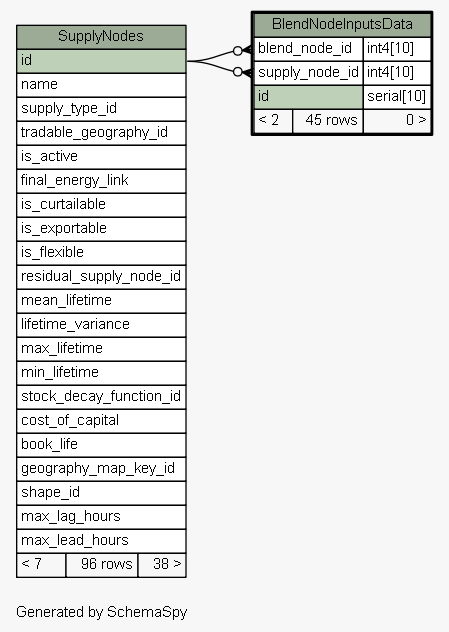 SupplyNodes
id
name
supply_type_id
tradable_geography_id
is_active
final_energy_link
is_curtailable
is_exportable
is_flexible
residual_supply_node_id
mean_lifetime
lifetime_variance
max_lifetime
min_lifetime
stock_decay_function_id
cost_of_capital
book_life
geography_map_key_id
shape_id
max_lag_hours
max_lead_hours
< 7 96 rows 38 >
BlendNodeInputsData
blend_node_id int4[10]
supply_node_id int4[10]
id serial[10]
< 2 45 rows 0 >
Generated by SchemaSpy